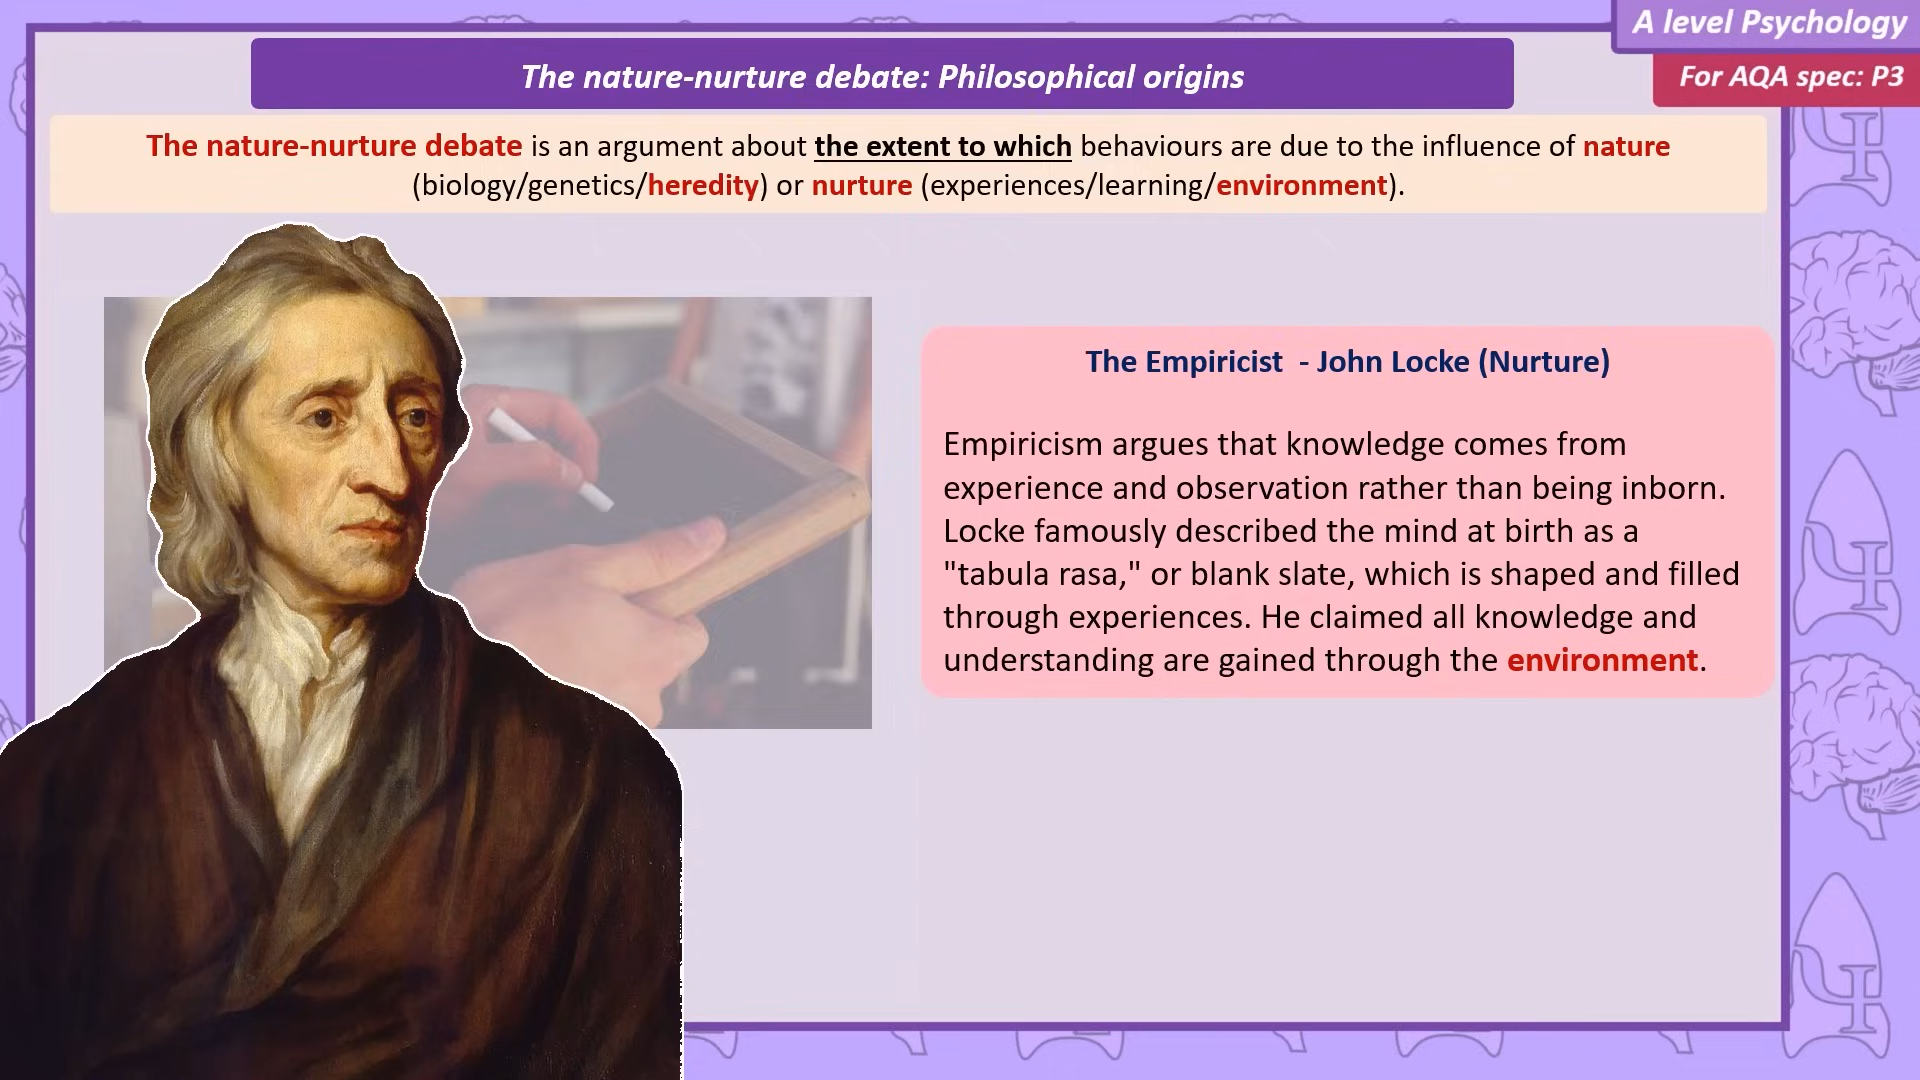 A level Psychology
For AQA spec: P3
The nature-nurture debate: Philosophical origins
The nature-nurture debate is an argument about the extent to which behaviours are due to the influence of nature
(biology/genetics/heredity) or nurture (experiences/learning/environment).
The Empiricist - John Locke (Nurture)
Empiricism argues that knowledge comes from
experience and observation rather than being inborn.
Locke famously described the mind at birth as a
"tabula rasa," or blank slate, which is shaped and filled
through experiences. He claimed all knowledge and
understanding are gained through the environment.